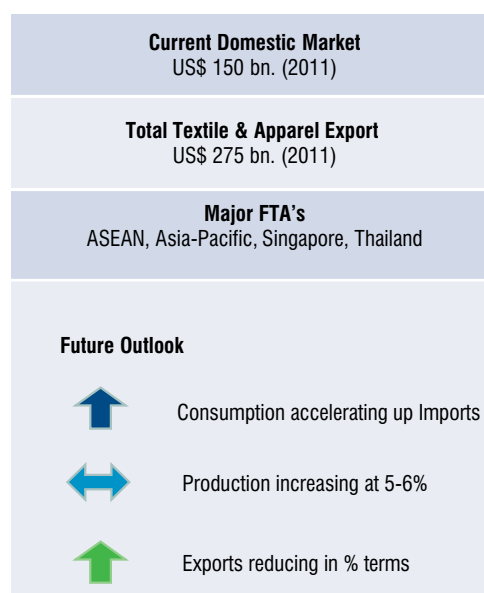 Current Domestic Market
US$ 150 bn. (2011)
Total Textile & Apparel Export
US$ 275 bn. (2011)
Major FTA's
ASEAN, Asia-Pacific, Singapore, Thailand
Future Outlook
Consumption accelerating up Imports
Production increasing at 5-6%
Exports reducing in % terms